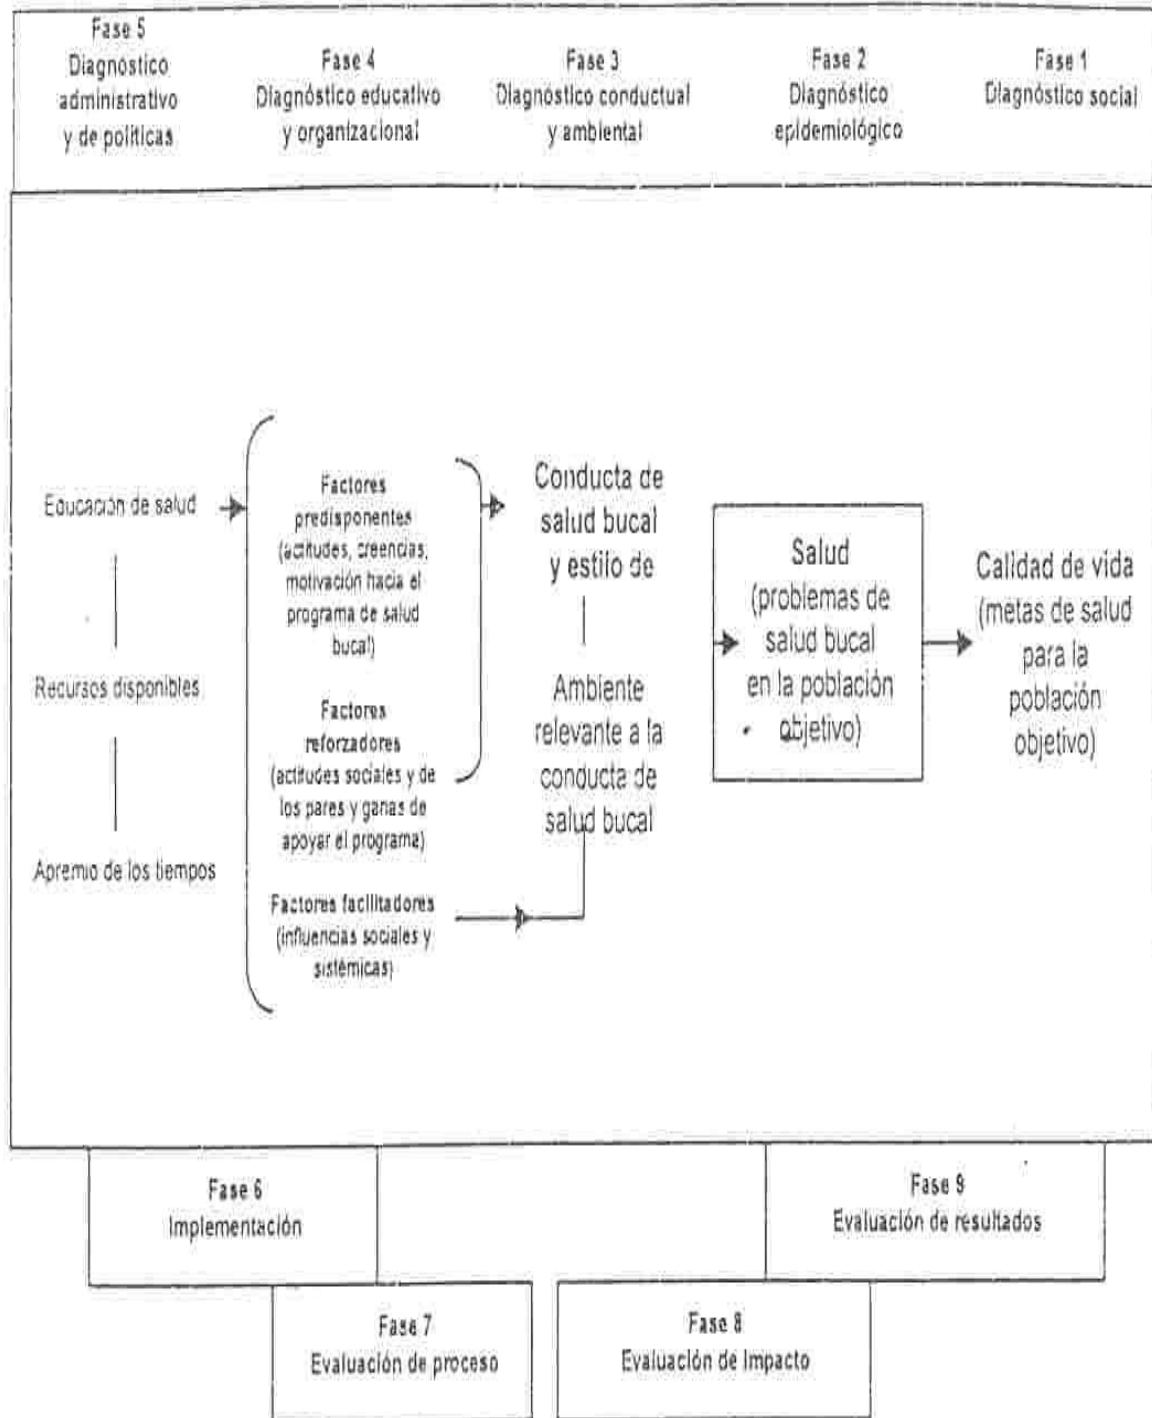 Fase 5
Diagnóstico
administrativo
y de políticas
Fase 4
Diagnóstico educativo
y organizacional
Fase 3
Diagnóstico conductual
y ambiental
Fase 2
Diagnóstico
epidemiológico
Fase 1
Diagnóstico social
Educación de salud
Recursos disponibles
Apremio de los tiempos
Factores
predisponentes
(actitudes, creencias,
motivación hacia el
programa de salud
bucal)
Factores
reforzadores
(actitudes sociales y de
los pares y ganas de
apoyar el programa)
Factores facilitadores
(influencias sociales y
sistémicas)
Conducta de
salud bucal
y estilo de
Ambiente
relevante a la
conducta de
salud bucal
Salud
(problemas de
salud bucal
en la población
objetivo)
Calidad de vida
(metas de salud
para la
población
objetivo)
Fase 6
Implementación
Fase 9
Evaluación de resultados
Fase 7
Evaluación de proceso
Fase 8
Evaluación de Impacto